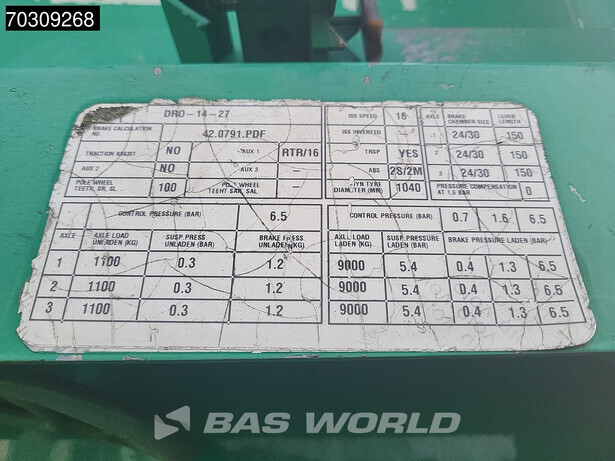 70309268
DRO-14-27
BRAKE CALCULATION NO. 42.0791.PDF
TRACTION ASSIST NO AUX 1 RTR/16
AUX 2 NO AUX 3 -
POLE WHEEL TEETH, SR, SL 100 POLE WHEEL TEEHT SAR, SAL -
ISS SPEED 16
ISS INVERTED -
TRSP YES
ABS 2S/2M
DYN TYRE DIAMETER (MM) 1040
AXLE BRAKE CHEMBER SIZE LEVER LENGTH
1 24/30 150
2 24/30 150
3 24/30 150
PRESSURE COMPENSATION AT 1,5 BAR 0
CONTROL PRESSURE (BAR) 6.5
AXLE AXLE LOAD UNLADEN (KG) SUSP.PRESS UNLADEN (BAR) BRAKE PRESS UNLADEN (BAR)
1 1100 0.3 1.2
2 1100 0.3 1.2
3 1100 0.3 1.2
CONTROL PRESSURE (BAR) 0.7 1.6 6.5
AXLE LOAD LADEN (KG) SUSP.PRESSURE LADEN (BAR) BRAKE PRESSURE LADEN (BAR)
9000 5.4 0.4 1.3 6.5
9000 5.4 0.4 1.3 6.5
9000 5.4 0.4 1.3 6.5
BAS WORLD